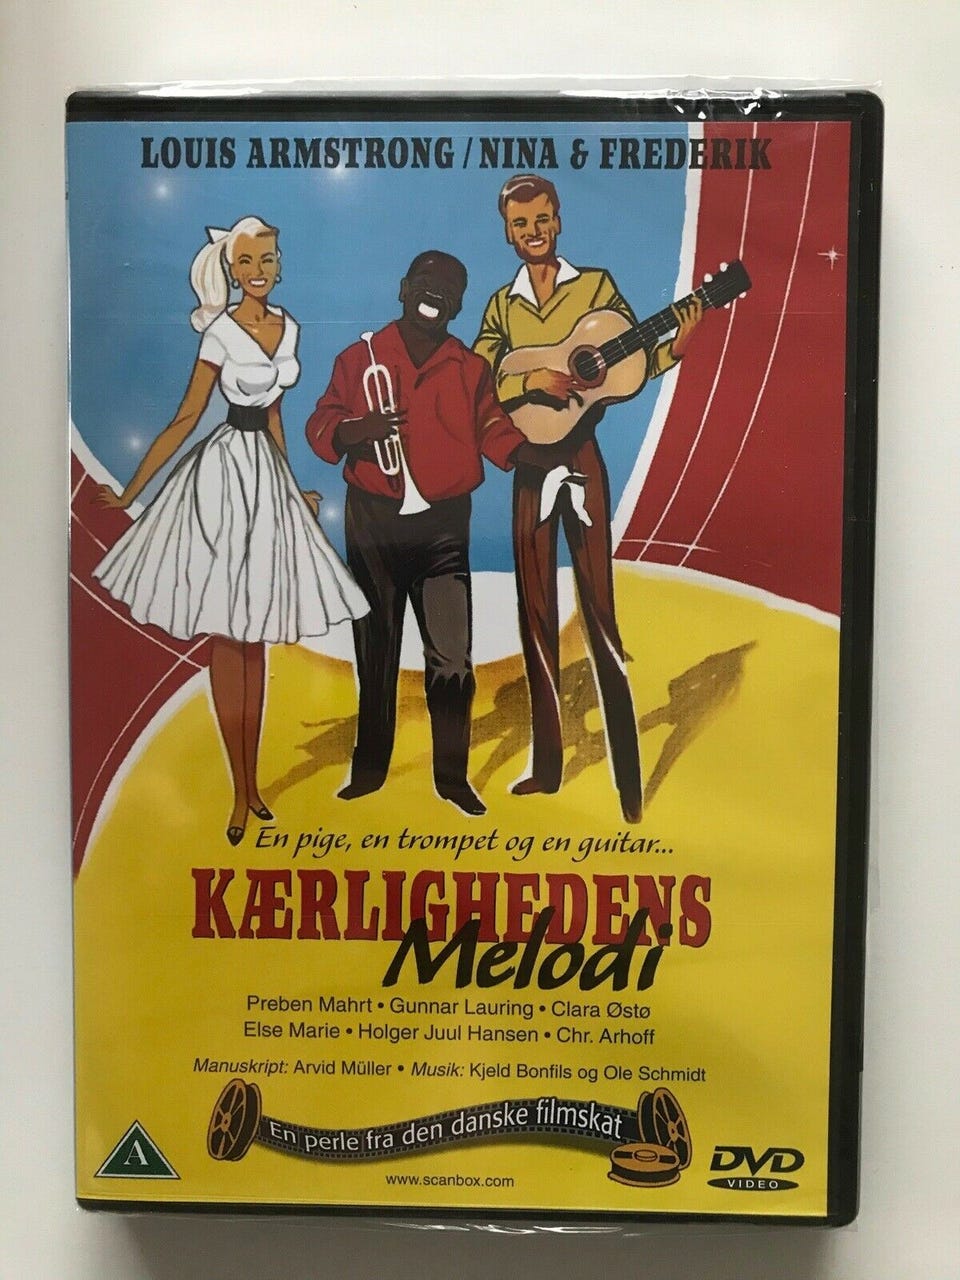 LOUIS ARMSTRONG / NINA & FREDERIK
En pige, en trompet og en guitar...
KÆRLIGHEDENS
Melodi
Preben Mahrt • Gunnar Lauring • Clara Østø
Else Marie • Holger Juul Hansen • Chr. Arhoff
Manuskript: Arvid Müller • Musik: Kjeld Bonfils og Ole Schmidt
En perle fra den danske filmskat
A
www.scanbox.com
DVD
VIDEO